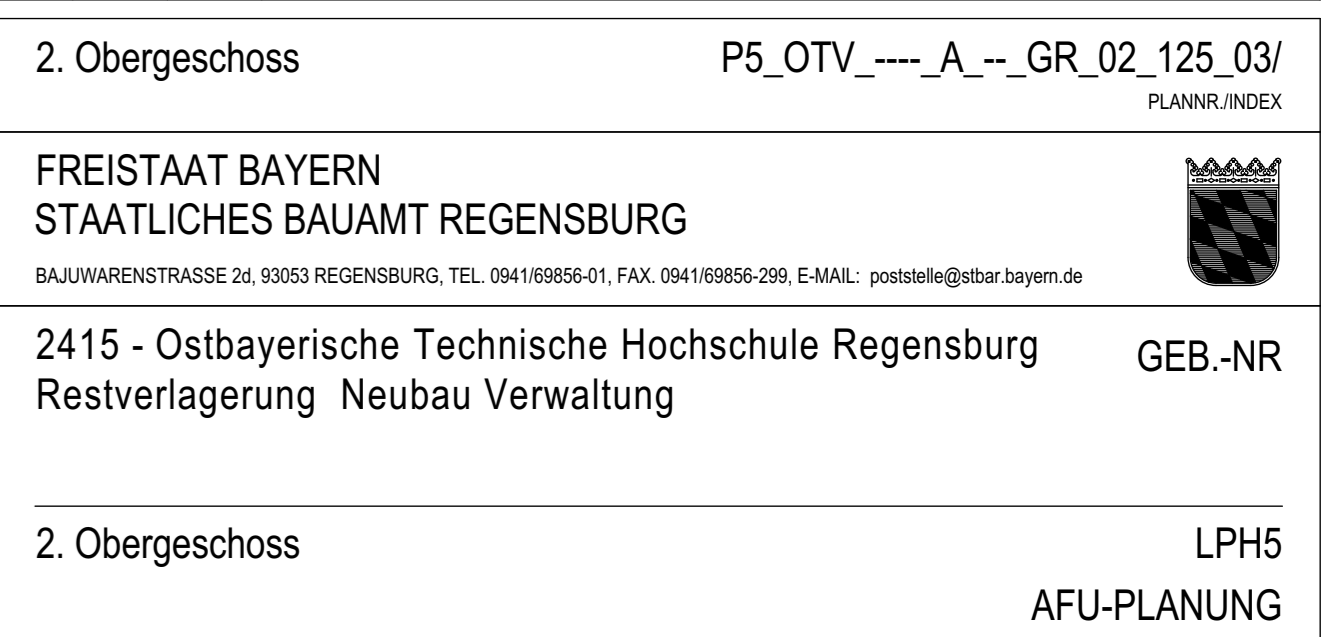 2. Obergeschoss P5_OTV_----_A_--_GR_02_125_03/
PLANNR./INDEX
FREISTAAT BAYERN
STAATLICHES BAUAMT REGENSBURG
BAJUWARENSTRASSE 2d, 93053 REGENSBURG, TEL. 0941/69856-01, FAX. 0941/69856-299, E-MAIL: poststelle@stbar.bayern.de
2415 - Ostbayerische Technische Hochschule Regensburg GEB.-NR
Restverlagerung Neubau Verwaltung
2. Obergeschoss LPH5
AFU-PLANUNG